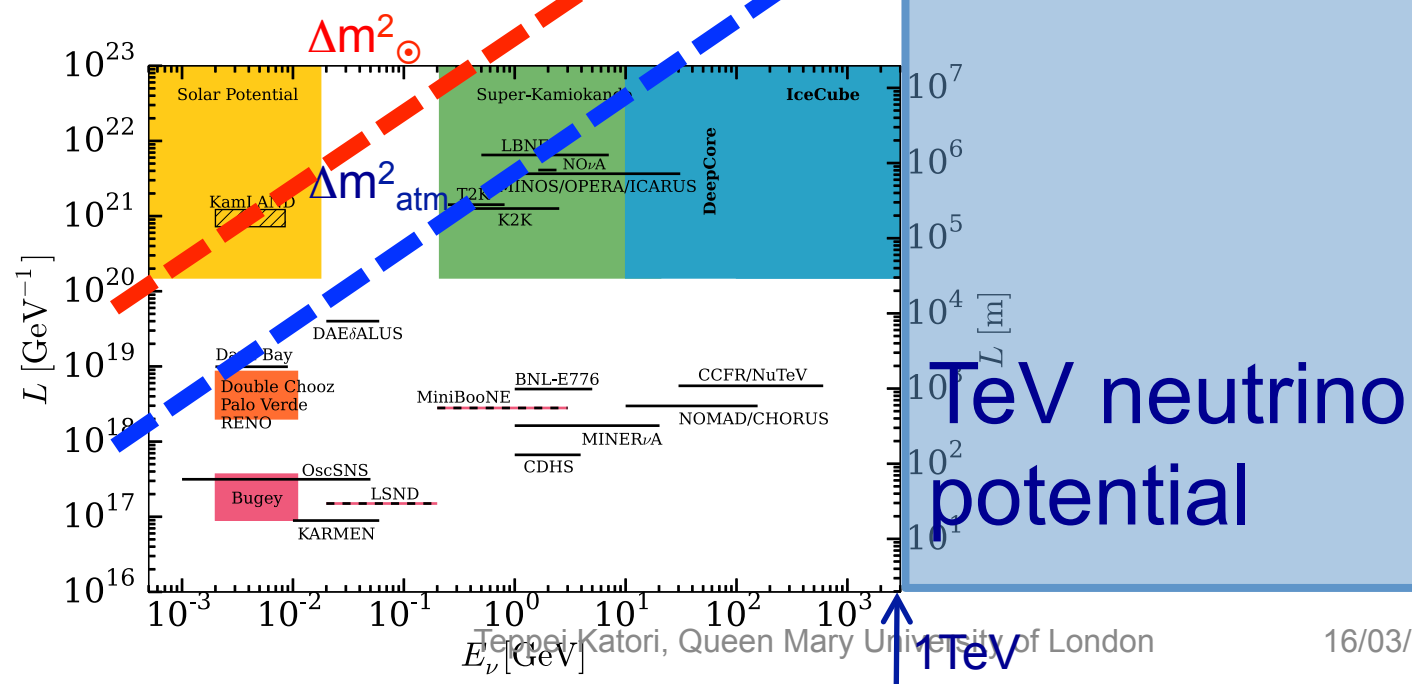 Δm²⊙
10²³
Solar Potential
Super-Kamiokande
IceCube
10⁷
10²²
LBNE
NOνA
DeepCore
10⁶
Δm²atm
T2K
MINOS/OPERA/ICARUS
KamLAND
10²¹
K2K
10⁵
10²⁰
10⁴
L [GeV⁻¹]
L [m]
DAEδALUS
10¹⁹
Daya Bay
Double Chooz
Palo Verde
RENO
BNL-E776
CCFR/NuTeV
10³
TeV neutrino
MiniBooNE
NOMAD/CHORUS
10¹⁸
MINERνA
CDHS
10²
potential
OscSNS
Bugey
LSND
10¹⁷
KARMEN
10¹
10¹⁶
10⁻³ 10⁻² 10⁻¹ 10⁰ 10¹ 10² 10³
Eν [GeV]
Teppei Katori, Queen Mary University of London
1TeV
16/03/